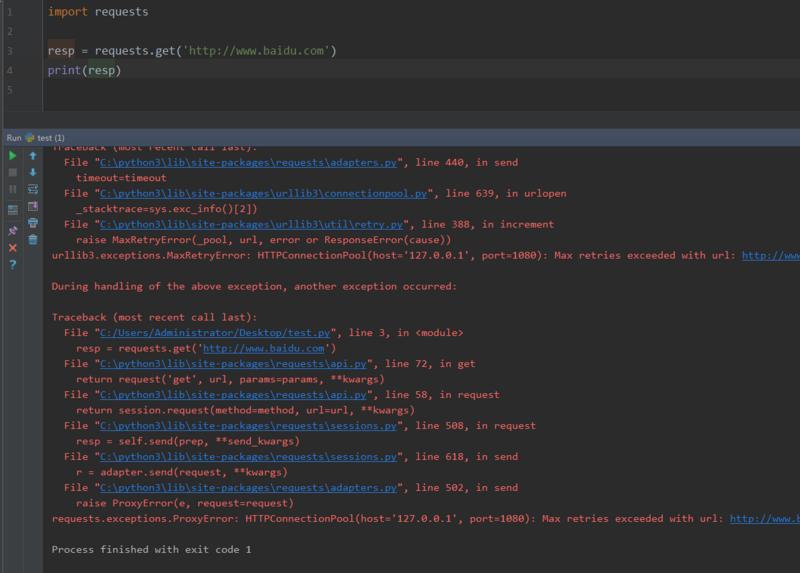 1 import requests
2
3 resp = requests.get('http://www.baidu.com')
4 print(resp)
5
Run test (1)
Traceback (most recent call last):
File "C:\python3\lib\site-packages\requests\adapters.py", line 440, in send
timeout=timeout
File "C:\python3\lib\site-packages\urllib3\connectionpool.py", line 639, in urlopen
_stacktrace=sys.exc_info()[2])
File "C:\python3\lib\site-packages\urllib3\util\retry.py", line 388, in increment
raise MaxRetryError(_pool, url, error or ResponseError(cause))
urllib3.exceptions.MaxRetryError: HTTPConnectionPool(host='127.0.0.1', port=1080): Max retries exceeded with url: http://www
During handling of the above exception, another exception occurred:
Traceback (most recent call last):
File "C:/Users/Administrator/Desktop/test.py", line 3, in <module>
resp = requests.get('http://www.baidu.com')
File "C:\python3\lib\site-packages\requests\api.py", line 72, in get
return request('get', url, params=params, **kwargs)
File "C:\python3\lib\site-packages\requests\api.py", line 58, in request
return session.request(method=method, url=url, **kwargs)
File "C:\python3\lib\site-packages\requests\sessions.py", line 508, in request
resp = self.send(prep, **send_kwargs)
File "C:\python3\lib\site-packages\requests\sessions.py", line 618, in send
r = adapter.send(request, **kwargs)
File "C:\python3\lib\site-packages\requests\adapters.py", line 502, in send
raise ProxyError(e, request=request)
requests.exceptions.ProxyError: HTTPConnectionPool(host='127.0.0.1', port=1080): Max retries exceeded with url: http://www.b
Process finished with exit code 1